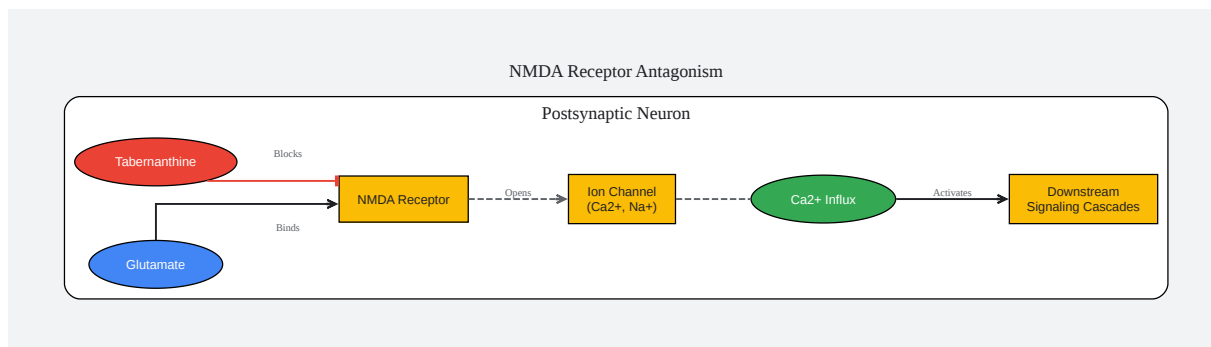 NMDA Receptor Antagonism
Postsynaptic Neuron
Tabernanthine
Blocks
NMDA Receptor
Opens
Ion Channel
(Ca2+, Na+)
Ca2+ Influx
Activates
Downstream
Signaling Cascades
Binds
Glutamate